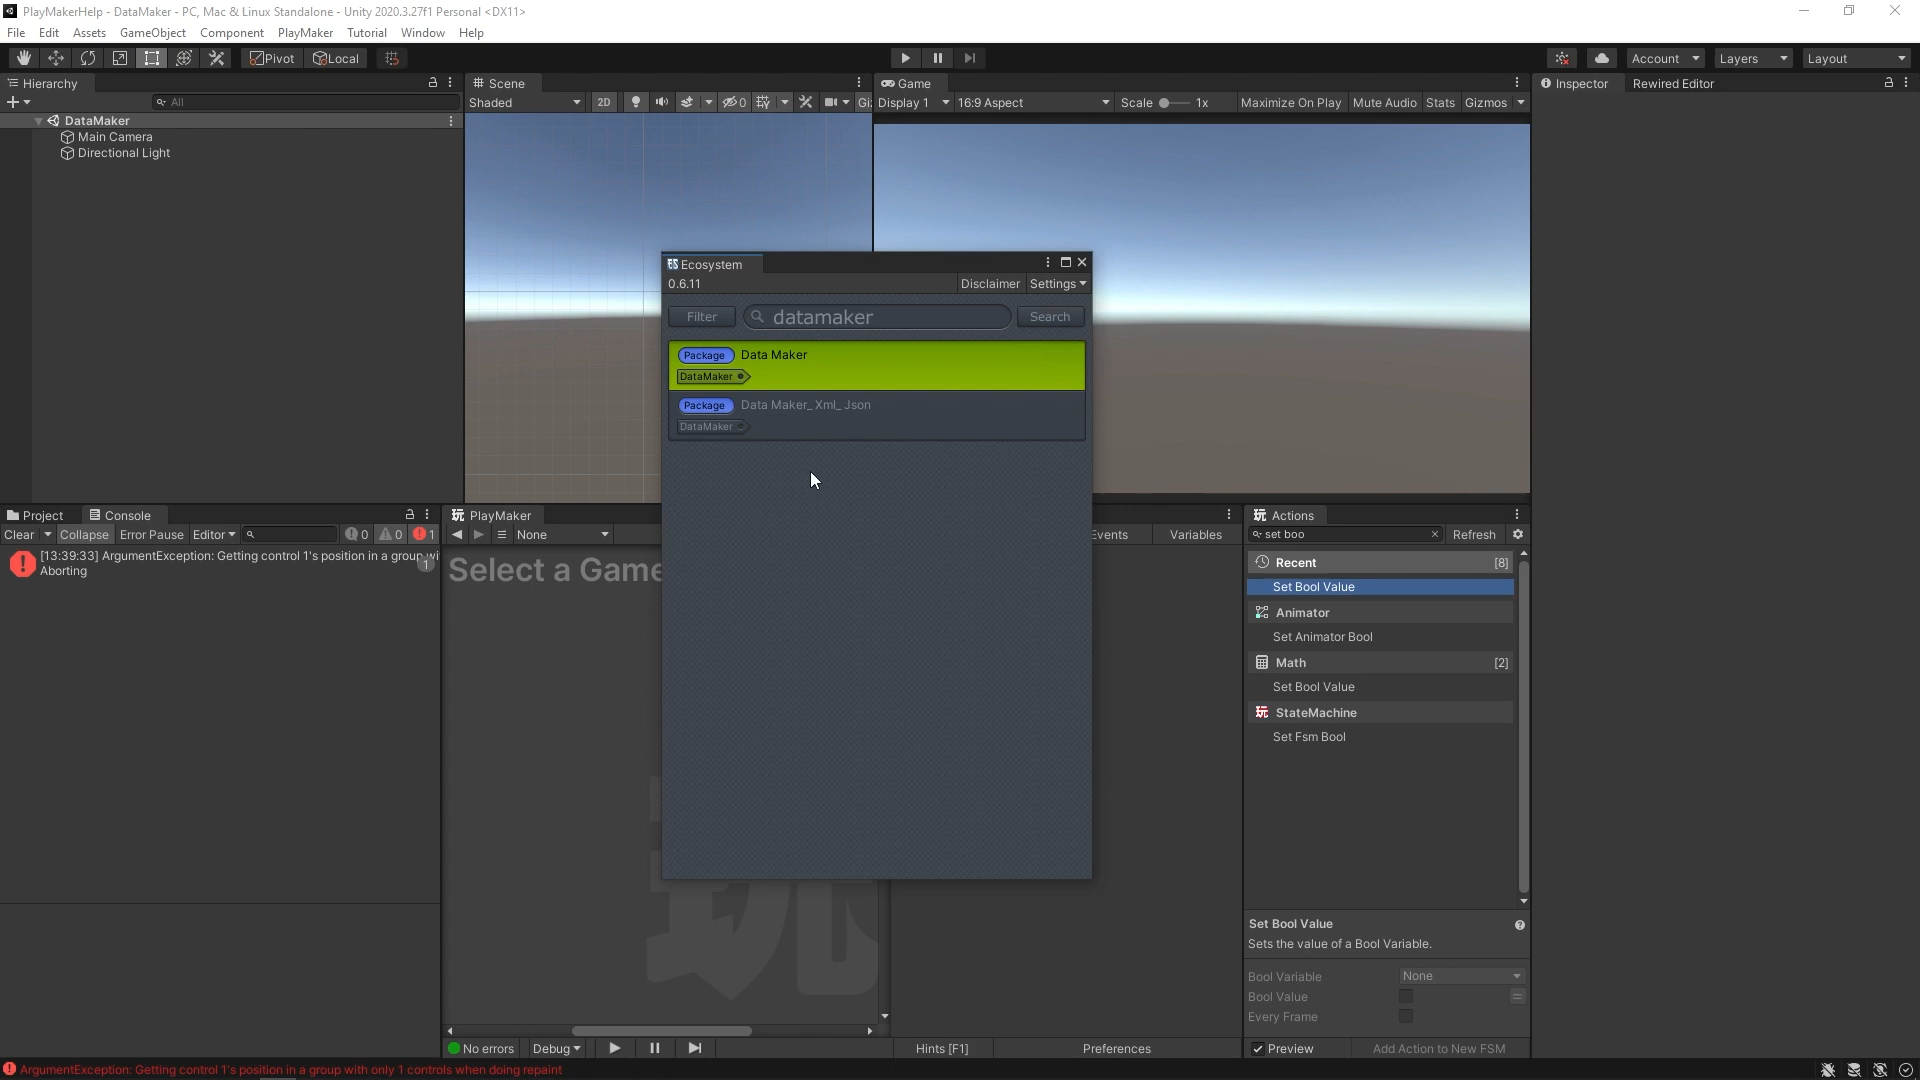 PlayMakerHelp - DataMaker - PC, Mac & Linux Standalone - Unity 2020.3.27f1 Personal <DX11>
File Edit Assets GameObject Component PlayMaker Tutorial Window Help
Pivot Local Account Layers Layout
Hierarchy
All
DataMaker
Main Camera
Directional Light
Scene
Shaded 2D 0 Gi
Game
Display 1 16:9 Aspect Scale 1x Maximize On Play Mute Audio Stats Gizmos
Inspector Rewired Editor
Ecosystem
0.6.11 Disclaimer Settings
Filter datamaker Search
Package Data Maker
DataMaker
Package Data Maker_Xml_Json
DataMaker
Project Console
Clear Collapse Error Pause Editor 0 0 1
[13:39:33] ArgumentException: Getting control 1's position in a group wi
Aborting 1
PlayMaker
None
Select a Game
Events Variables
玩
No errors Debug Hints [F1] Preferences
Actions
set boo Refresh
Recent [8]
Set Bool Value
Animator
Set Animator Bool
Math [2]
Set Bool Value
StateMachine
Set Fsm Bool
Set Bool Value
Sets the value of a Bool Variable.
Bool Variable None
Bool Value =
Every Frame
Preview Add Action to New FSM
ArgumentException: Getting control 1's position in a group with only 1 controls when doing repaint